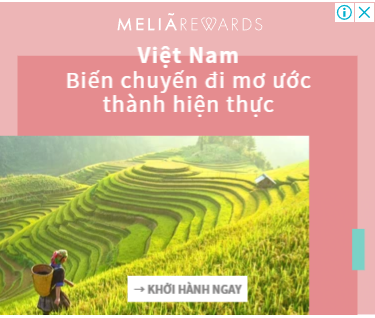 MELIÃREWARDS
Việt Nam
Biến chuyến đi mơ ước
thành hiện thực
→ KHỞI HÀNH NGAY